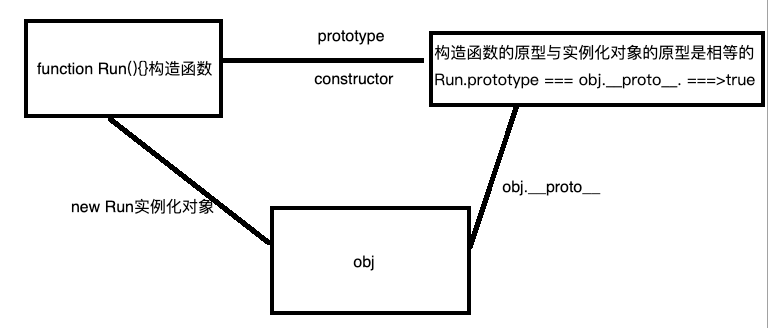 prototype
function Run(){}构造函数
constructor
构造函数的原型与实例化对象的原型是相等的
Run.prototype === obj.__proto__. ===>true
new Run实例化对象
obj.__proto__
obj